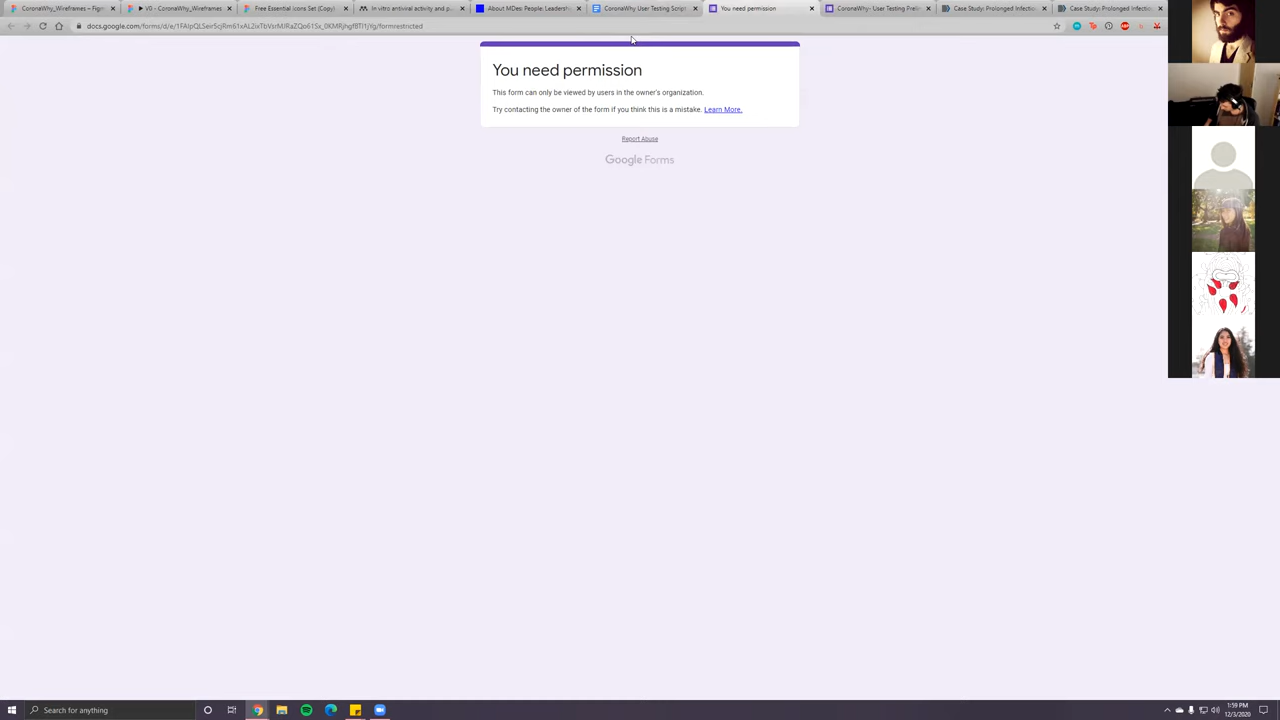 CoronaWhy_Wireframes – Figm
V0 - CoronaWhy_Wireframes
Free Essential Icons Set (Copy)
In vitro antiviral activity and p
About MDes: People: Leadersh
CoronaWhy User Testing Script
You need permission
CoronaWhy- User Testing Prelim
Case Study: Prolonged Infectio
Case Study: Prolonged Infectio
You need permission
This form can only be viewed by users in the owner's organization.
Try contacting the owner of the form if you think this is a mistake. Learn More.
Report Abuse
Google Forms
Search for anything
1:59 PM
12/3/2020